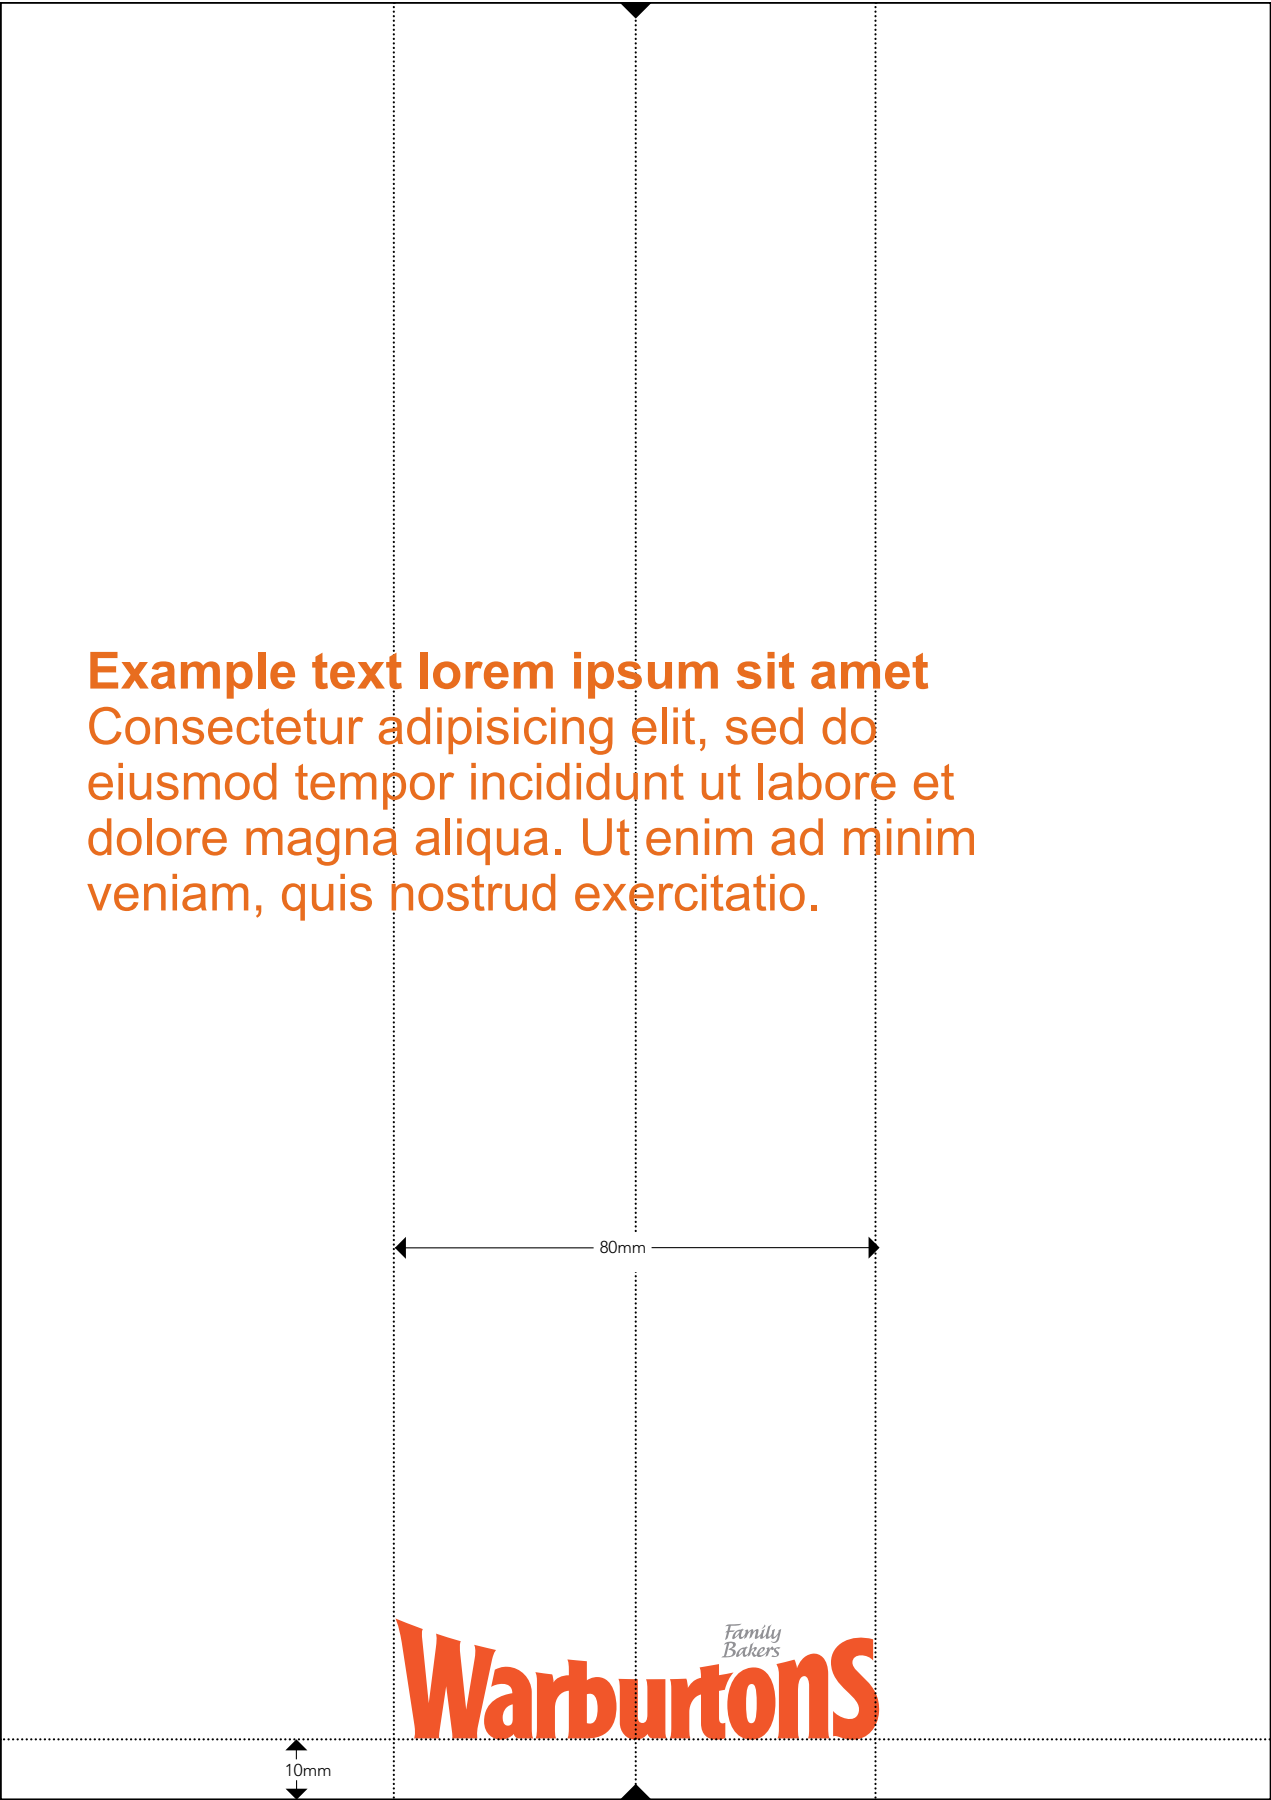 Example text lorem ipsum sit amet
Consectetur adipisicing elit, sed do
eiusmod tempor incididunt ut labore et
dolore magna aliqua. Ut enim ad minim
veniam, quis nostrud exercitatio.
80mm
Family
Bakers
Warburtons
10mm